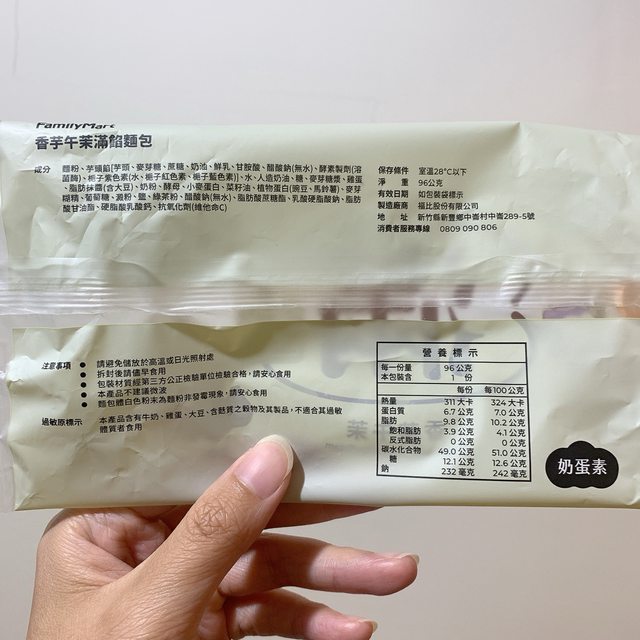 FamilyMart
香芋午茉滿餡麵包
成分 麵粉、芋頭餡[芋頭、麥芽糖、蔗糖、奶油、鮮乳、甘胺酸、醋酸鈉(無水)、酵素製劑(溶
菌酶)、梔子紫色素(水、梔子紅色素、梔子藍色素)]、水、人造奶油、糖、麥芽糖漿、雞蛋
、脂肪抹醬(含大豆)、奶粉、酵母、小麥蛋白、菜籽油、植物蛋白(豌豆、馬鈴薯)、麥芽
糊精、葡萄糖、澱粉、鹽、綠茶粉、醋酸鈉(無水)、脂肪酸蔗糖酯、乳酸硬脂酸鈉、脂肪
酸甘油酯、硬脂酸乳酸鈣、抗氧化劑(維他命C)
保存條件 室溫28°C以下
淨 重 96公克
有效日期 如包裝袋標示
製造廠商 福比股份有限公司
地 址 新竹縣新豐鄉中崙村中崙289-5號
消費者服務專線 0809 090 806
注意事項
● 請避免儲放於高溫或日光照射處
● 拆封後請儘早食用
● 包裝材質經第三方公正檢驗單位檢驗合格，請安心食用
● 本產品不建議微波
● 麵包體白色粉末為麵粉非發霉現象，請安心食用
過敏原標示 本產品含有牛奶、雞蛋、大豆、含麩質之穀物及其製品，不適合其過敏
體質者食用
營養標示
每一份量 96 公克
本包裝含 1 份
每份 每100公克
熱量 311 大卡 324 大卡
蛋白質 6.7 公克 7.0 公克
脂肪 9.8 公克 10.2 公克
飽和脂肪 3.9 公克 4.1 公克
反式脂肪 0 公克 0 公克
碳水化合物 49.0 公克 51.0 公克
糖 12.1 公克 12.6 公克
鈉 232 毫克 242 毫克
奶蛋素